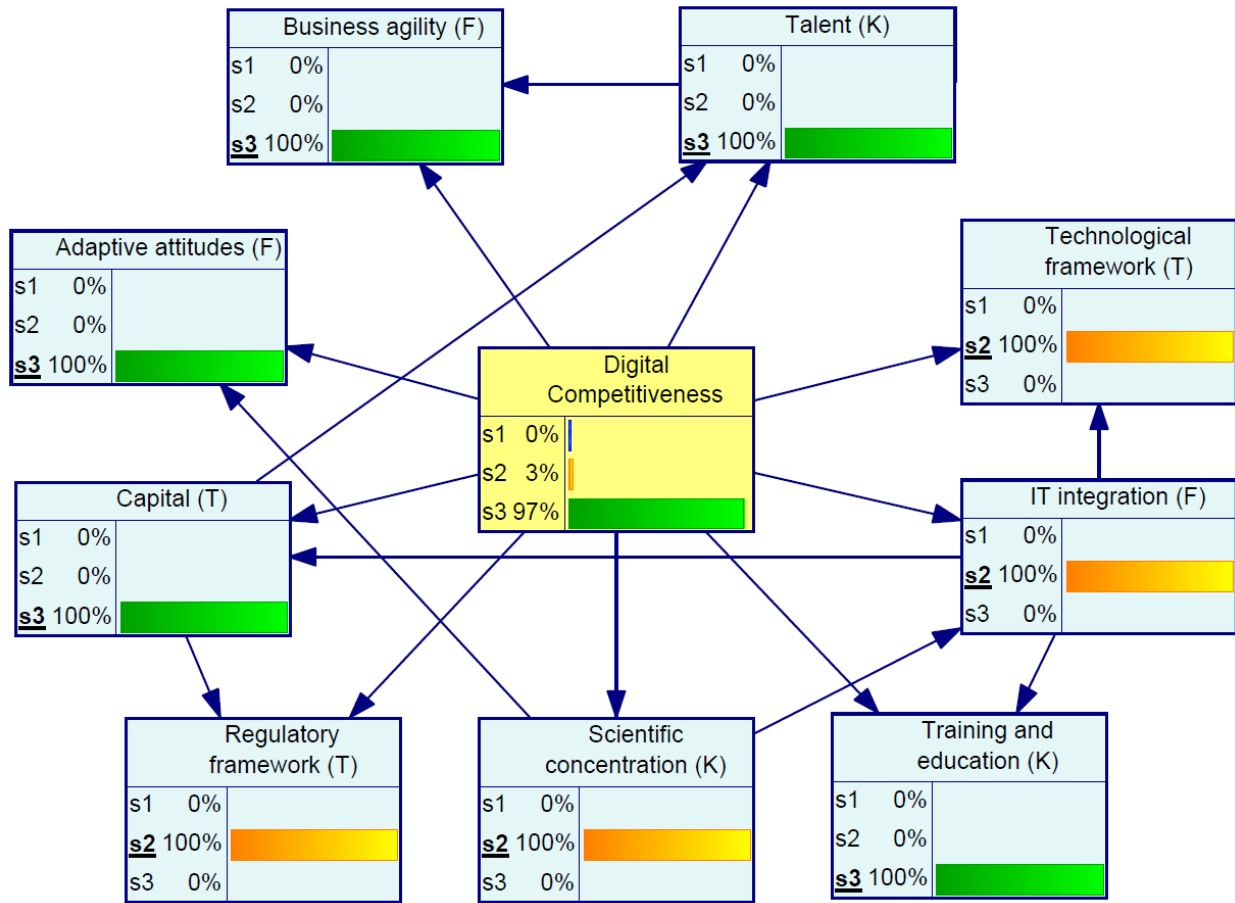 Business agility (F)
s1 0%
s2 0%
s3 100%
Talent (K)
s1 0%
s2 0%
s3 100%
Adaptive attitudes (F)
s1 0%
s2 0%
s3 100%
Technological
framework (T)
s1 0%
s2 100%
s3 0%
Digital
Competitiveness
s1 0%
s2 3%
s3 97%
Capital (T)
s1 0%
s2 0%
s3 100%
IT integration (F)
s1 0%
s2 100%
s3 0%
Regulatory
framework (T)
s1 0%
s2 100%
s3 0%
Scientific
concentration (K)
s1 0%
s2 100%
s3 0%
Training and
education (K)
s1 0%
s2 0%
s3 100%